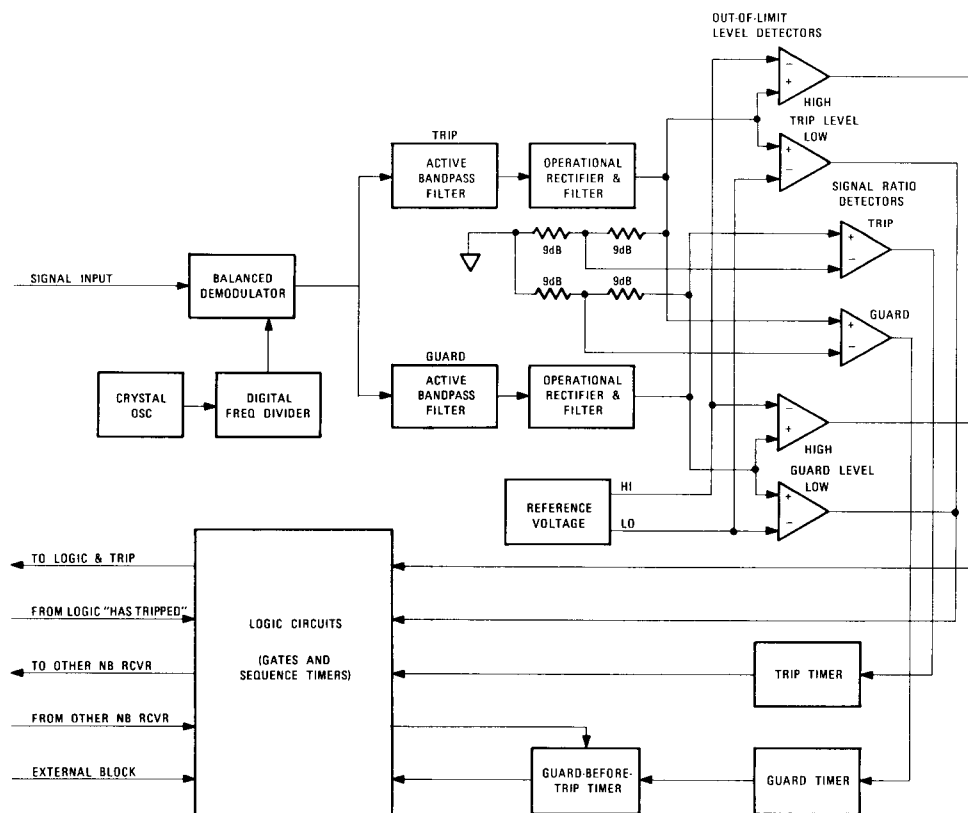 OUT-OF-LIMIT
LEVEL DETECTORS
−
+
HIGH
TRIP LEVEL
LOW
+
−
TRIP
ACTIVE
BANDPASS
FILTER
OPERATIONAL
RECTIFIER &
FILTER
SIGNAL RATIO
DETECTORS
TRIP
+
−
9dB
9dB
9dB
9dB
SIGNAL INPUT
BALANCED
DEMODULATOR
GUARD
+
−
GUARD
ACTIVE
BANDPASS
FILTER
OPERATIONAL
RECTIFIER &
FILTER
CRYSTAL
OSC
DIGITAL
FREQ DIVIDER
−
+
HIGH
GUARD LEVEL
LOW
+
−
REFERENCE
VOLTAGE
HI
LO
TO LOGIC & TRIP
FROM LOGIC "HAS TRIPPED"
TO OTHER NB RCVR
FROM OTHER NB RCVR
EXTERNAL BLOCK
LOGIC CIRCUITS
(GATES AND
SEQUENCE TIMERS)
TRIP TIMER
GUARD-BEFORE-
TRIP TIMER
GUARD TIMER